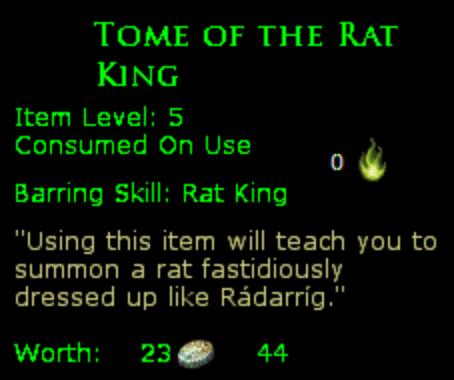 Tome of the Rat
King
Item Level: 5
Consumed On Use
0
Barring Skill: Rat King
"Using this item will teach you to
summon a rat fastidiously
dressed up like Rádarríg."
Worth: 23 44